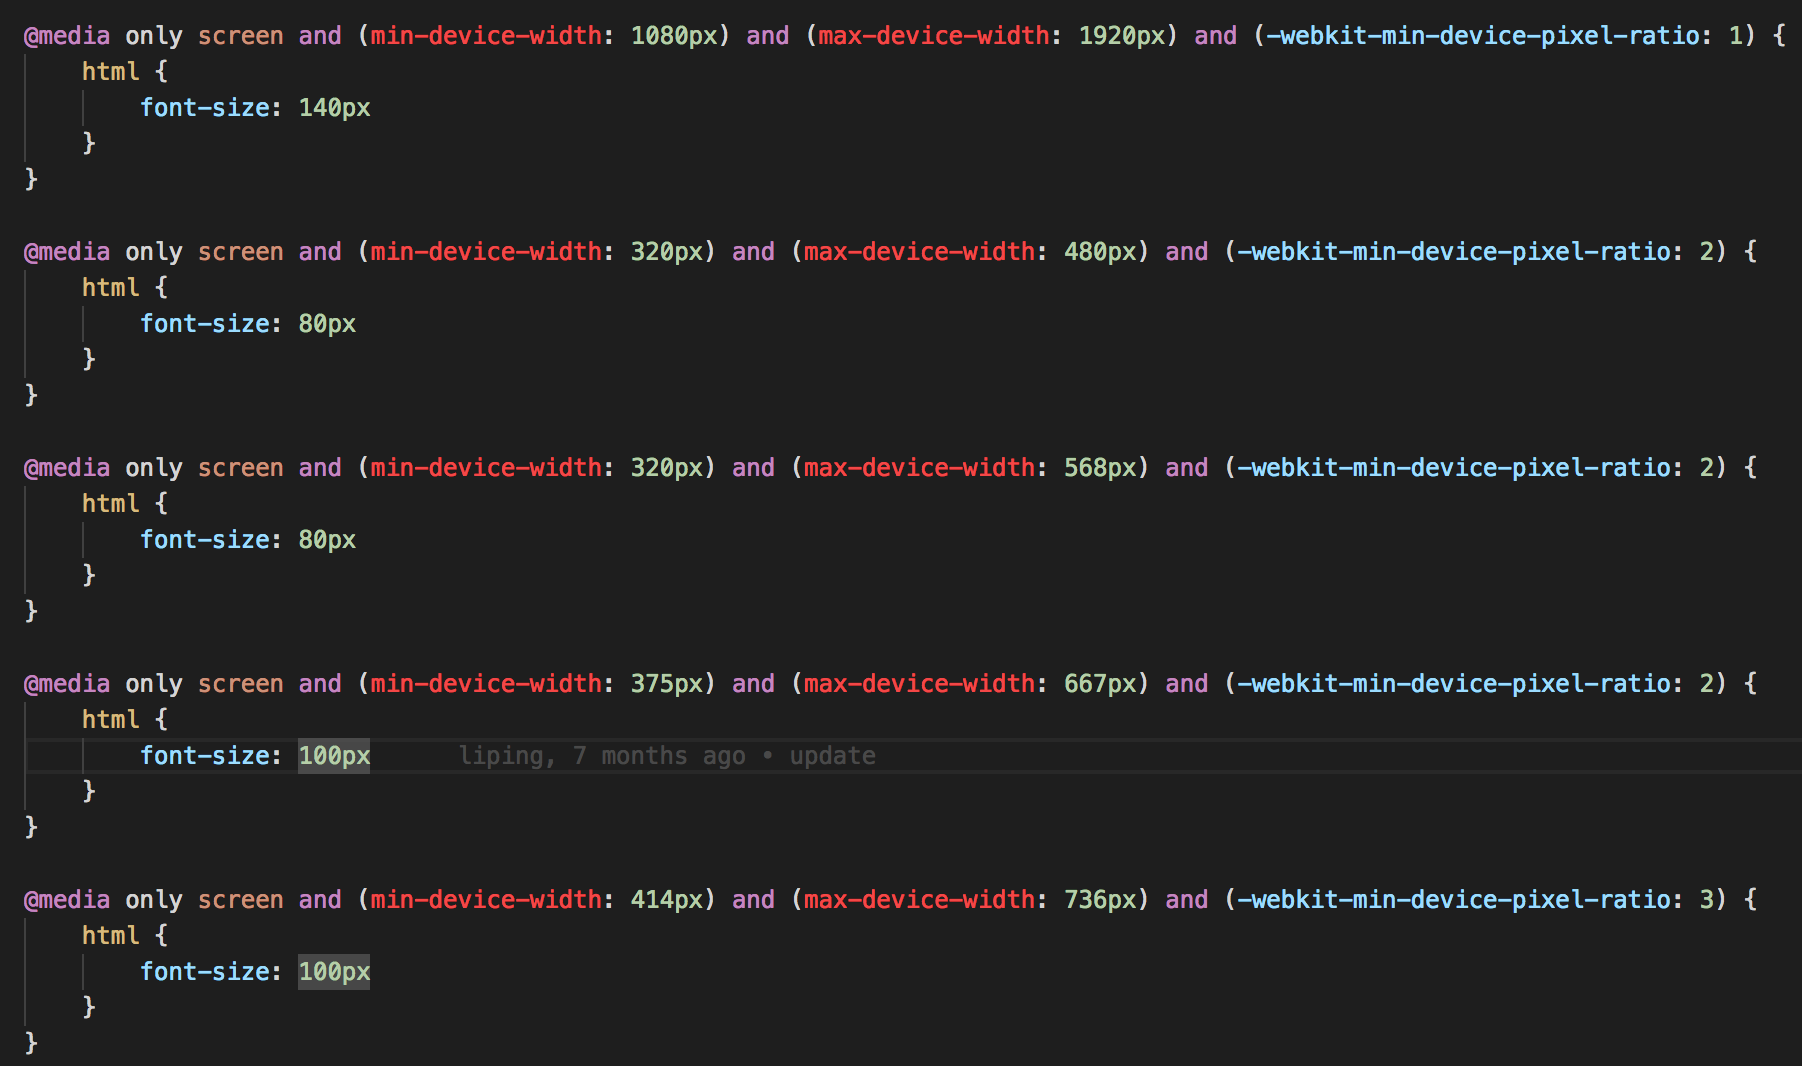 @media only screen and (min-device-width: 1080px) and (max-device-width: 1920px) and (-webkit-min-device-pixel-ratio: 1) {
    html {
        font-size: 140px
    }
}

@media only screen and (min-device-width: 320px) and (max-device-width: 480px) and (-webkit-min-device-pixel-ratio: 2) {
    html {
        font-size: 80px
    }
}

@media only screen and (min-device-width: 320px) and (max-device-width: 568px) and (-webkit-min-device-pixel-ratio: 2) {
    html {
        font-size: 80px
    }
}

@media only screen and (min-device-width: 375px) and (max-device-width: 667px) and (-webkit-min-device-pixel-ratio: 2) {
    html {
        font-size: 100px      liping, 7 months ago • update
    }
}

@media only screen and (min-device-width: 414px) and (max-device-width: 736px) and (-webkit-min-device-pixel-ratio: 3) {
    html {
        font-size: 100px
    }
}